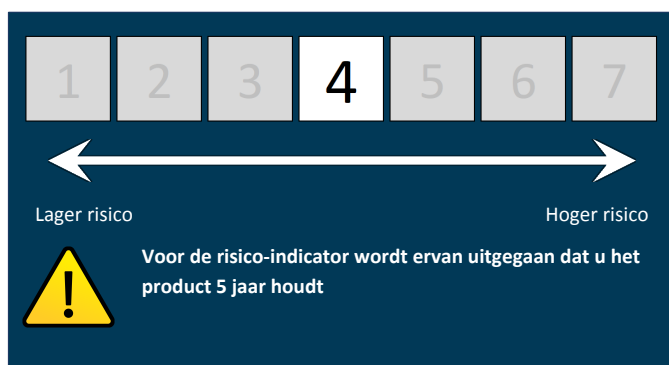 1 2 3 4 5 6 7
Lager risico Hoger risico
Voor de risico-indicator wordt ervan uitgegaan dat u het
product 5 jaar houdt